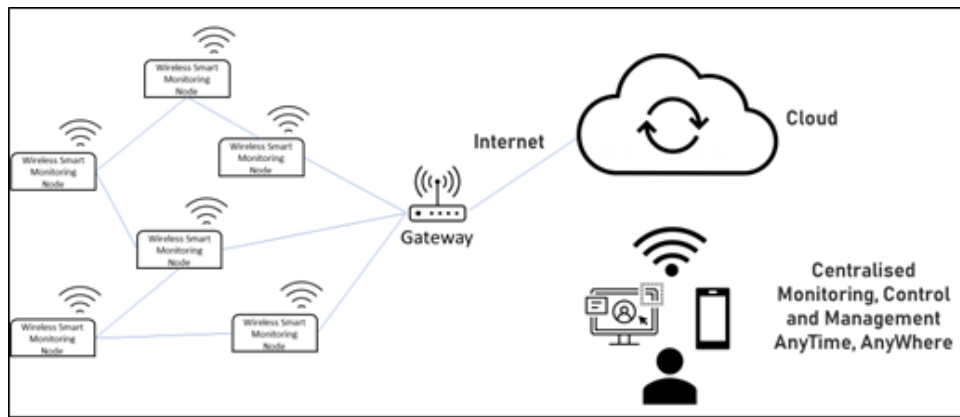 Wireless Smart
Monitoring
Node
Wireless Smart
Monitoring
Node
Wireless Smart
Monitoring
Node
Wireless Smart
Monitoring
Node
Wireless Smart
Monitoring
Node
Wireless Smart
Monitoring
Node
Gateway
Internet
Cloud
Centralised
Monitoring, Control
and Management
AnyTime, AnyWhere